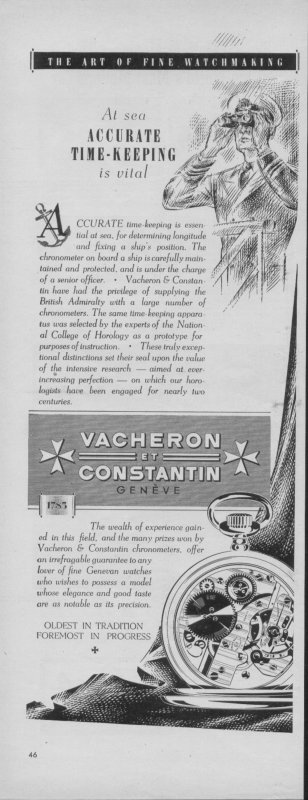 THE ART OF FINE WATCHMAKING
At sea
ACCURATE
TIME-KEEPING
is vital
ACCURATE time-keeping is essen-
tial at sea, for determining longitude
and fixing a ship's position. The
chronometer on board a ship is carefully main-
tained and protected, and is under the charge
of a senior officer. • Vacheron & Constan-
tin have had the privilege of supplying the
British Admiralty with a large number of
chronometers. The same time-keeping appara-
tus was selected by the experts of the Nation-
al College of Horology as a prototype for
purposes of instruction. • These truly excep-
tional distinctions set their seal upon the value
of the intensive research — aimed at ever-
increasing perfection — on which our horo-
logists have been engaged for nearly two
centuries.
VACHERON
ET
CONSTANTIN
GENÈVE
1785
The wealth of experience gain-
ed in this field, and the many prizes won by
Vacheron & Constantin chronometers, offer
an irrefragable guarantee to any
lover of fine Genevan watches
who wishes to possess a model
whose elegance and good taste
are as notable as its precision.
OLDEST IN TRADITION
FOREMOST IN PROGRESS
46